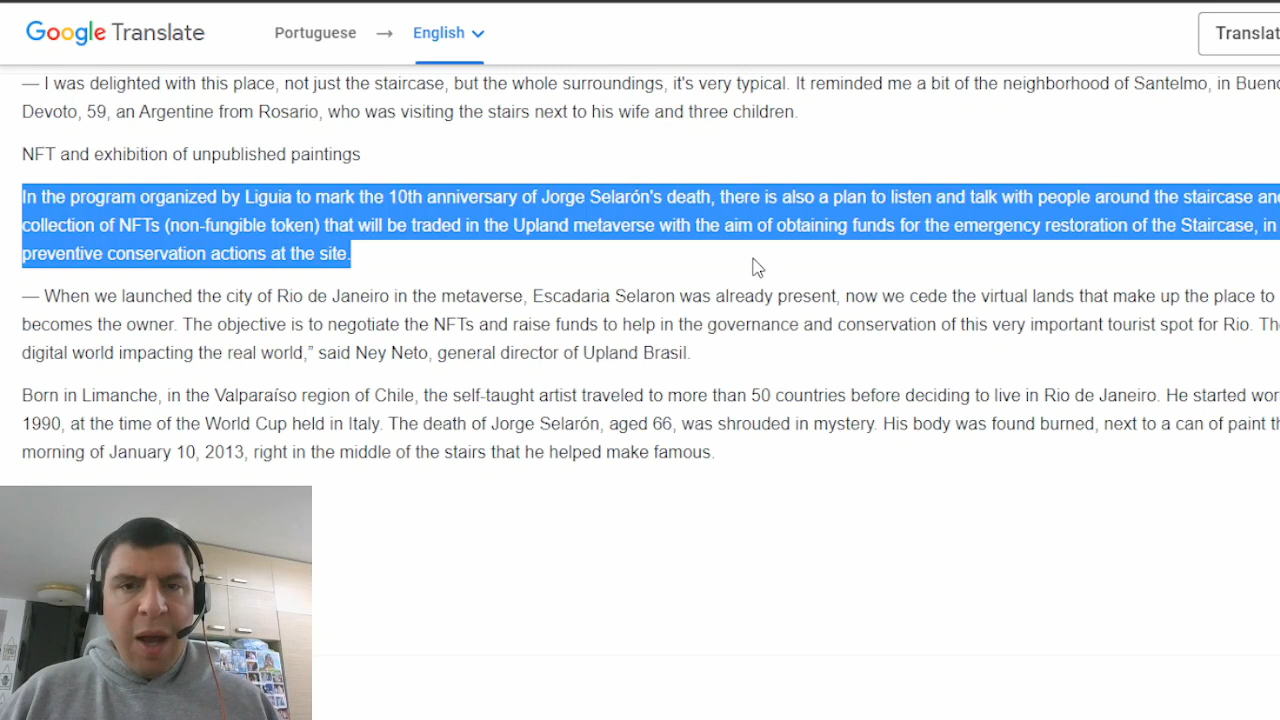 Google Translate Portuguese → English Translat
— I was delighted with this place, not just the staircase, but the whole surroundings, it's very typical. It reminded me a bit of the neighborhood of Santelmo, in
Devoto, 59, an Argentine from Rosario, who was visiting the stairs next to his wife and three children.
NFT and exhibition of unpublished paintings
In the program organized by Liguia to mark the 10th anniversary of Jorge Selarón's death, there is also a plan to listen and talk with people around the staircase
collection of NFTs (non-fungible token) that will be traded in the Upland metaverse with the aim of obtaining funds for the emergency restoration of the Staircase, in
preventive conservation actions at the site.
— When we launched the city of Rio de Janeiro in the metaverse, Escadaria Selaron was already present, now we cede the virtual lands that make up the place to
becomes the owner. The objective is to negotiate the NFTs and raise funds to help in the governance and conservation of this very important tourist spot for Rio.
digital world impacting the real world,” said Ney Neto, general director of Upland Brasil.
Born in Limanche, in the Valparaíso region of Chile, the self-taught artist traveled to more than 50 countries before deciding to live in Rio de Janeiro. He started
1990, at the time of the World Cup held in Italy. The death of Jorge Selarón, aged 66, was shrouded in mystery. His body was found burned, next to a can of paint
morning of January 10, 2013, right in the middle of the stairs that he helped make famous.